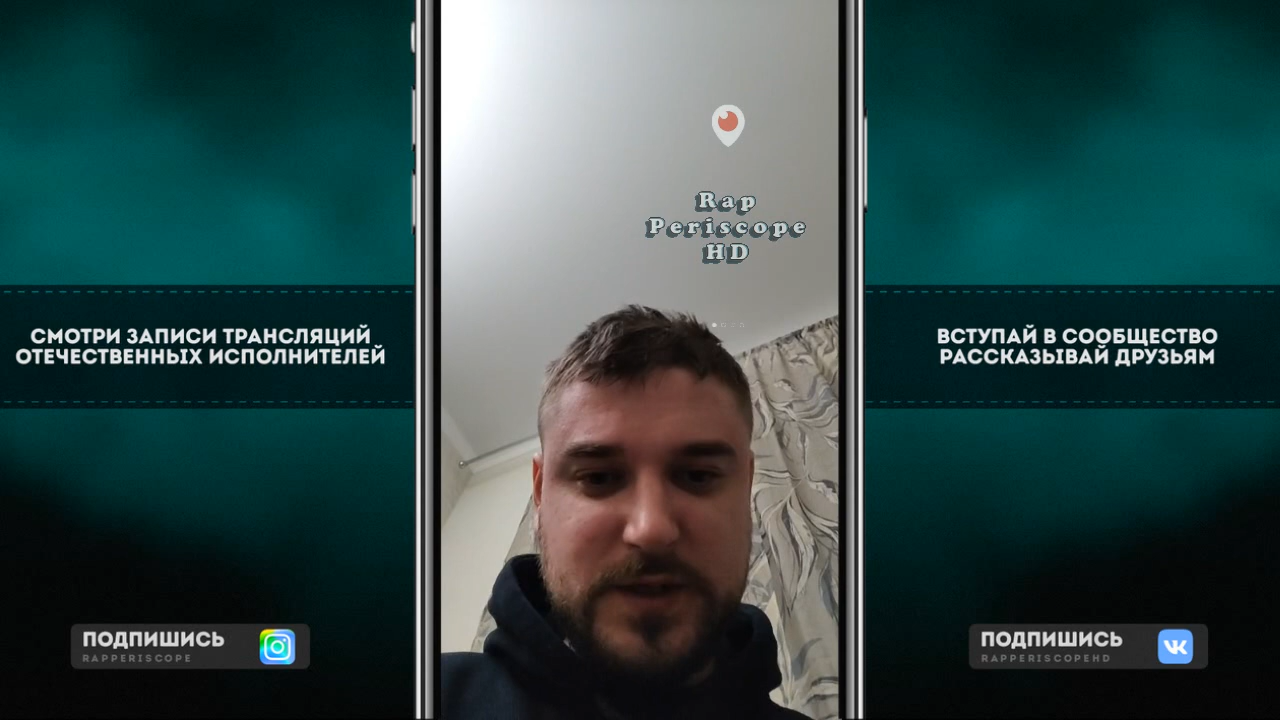 Rap
Periscope
HD
СМОТРИ ЗАПИСИ ТРАНСЛЯЦИЙ
ОТЕЧЕСТВЕННЫХ ИСПОЛНИТЕЛЕЙ
ВСТУПАЙ В СООБЩЕСТВО
РАССКАЗЫВАЙ ДРУЗЬЯМ
ПОДПИШИСЬ
RAPPERISCOPE
ПОДПИШИСЬ
RAPPERISCOPEHD